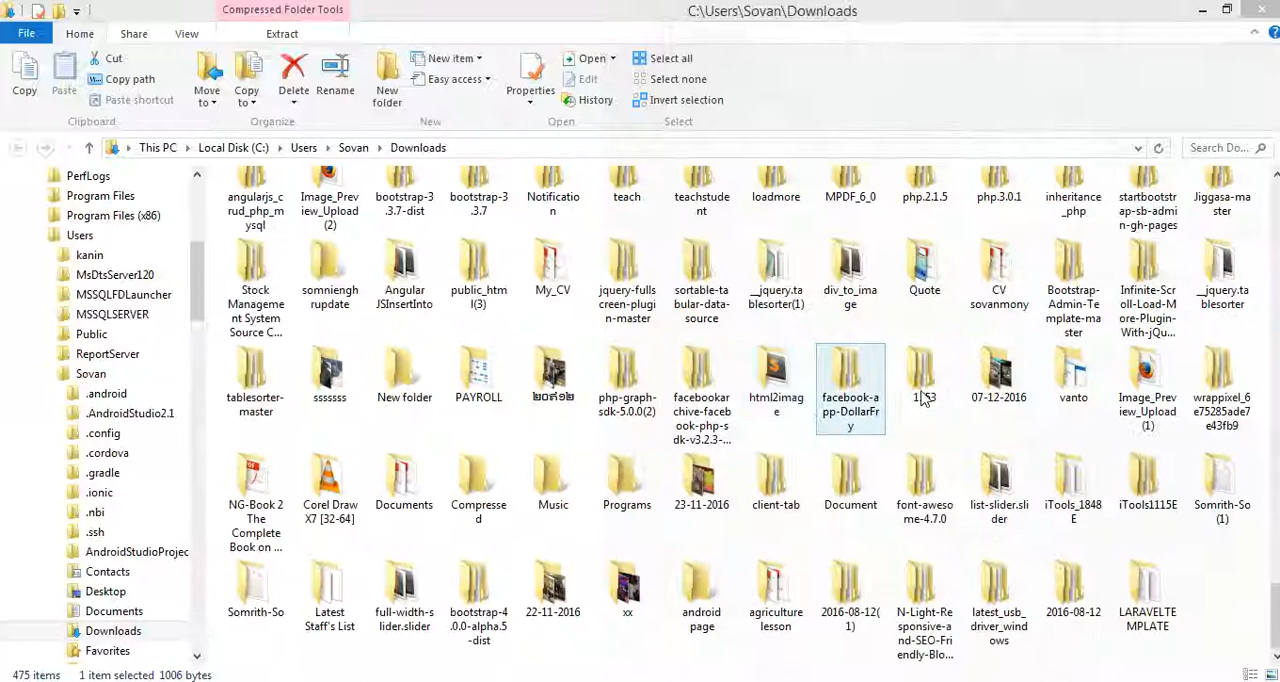 Compressed Folder Tools
C:\Users\Sovan\Downloads
File Home Share View Extract
Copy
Paste
Cut
Copy path
Paste shortcut
Clipboard
Move to
Copy to
Delete
Rename
Organize
New folder
New item
Easy access
New
Properties
Open
Edit
History
Open
Select all
Select none
Invert selection
Select
This PC Local Disk (C:) Users Sovan Downloads
Search Do...
PerfLogs
Program Files
Program Files (x86)
Users
kanin
MsDtsServer120
MSSQLFDLauncher
MSSQLSERVER
Public
ReportServer
Sovan
.android
.AndroidStudio2.1
.config
.cordova
.gradle
.ionic
.nbi
.ssh
AndroidStudioProjec
Contacts
Desktop
Documents
Downloads
Favorites
angularjs_c
rud_php_m
ysql
Image_Prev
iew_Upload
(2)
bootstrap-3
.3.7-dist
bootstrap-3
.3.7
Notificatio
n
teach
teachstude
nt
loadmore
MPDF_6_0
php.2.1.5
php.3.0.1
inheritance
_php
startbootstr
ap-sb-admi
n-gh-pages
Jiggasa-ma
ster
Stock
Managemen
t System
Source C...
somniengh
rupdate
Angular
JSInsertInto
public_htm
l(3)
My_CV
jquery-fulls
creen-plugi
n-master
sortable-ta
bular-data-
source
__jquery.ta
blesorter(1)
div_to_ima
ge
Quote
CV
sovanmony
Bootstrap-
Admin-Te
mplate-ma
ster
Infinite-Sc
roll-Load-M
ore-Plugin-
With-jQu...
__jquery.ta
blesorter
tablesorter-
master
sssssss
New folder
PAYROLL
php-graph-
sdk-5.0.0(2)
facebookar
chive-faceb
ook-php-s
dk-v3.2.3-...
html2imag
e
facebook-a
pp-DollarFr
y
07-12-2016
vanto
Image_Prev
iew_Upload
(1)
wrappixel_6
e75285ade7
e43fb9
NG-Book 2
The
Complete
Book on ...
Corel Draw
X7 [32-64]
Documents
Compresse
d
Music
Programs
23-11-2016
client-tab
Document
font-aweso
me-4.7.0
list-slider.sli
der
iTools_1848
E
iTools1115E
Somrith-So
(1)
Somrith-So
Latest
Staff's List
full-width-s
lider.slider
bootstrap-4
.0.0-alpha.5
-dist
22-11-2016
xx
android
page
agriculture
lesson
2016-08-12(
1)
N-Light-Re
sponsive-a
nd-SEO-Fri
endly-Blo...
latest_usb_
driver_wind
ows
2016-08-12
LARAVELTE
MPLATE
475 items 1 item selected 1006 bytes